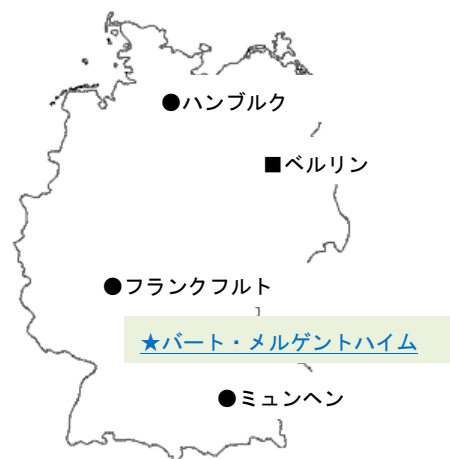 ●ハンブルク
■ベルリン
●フランクフルト
★バート・メルゲントハイム
●ミュンヘン